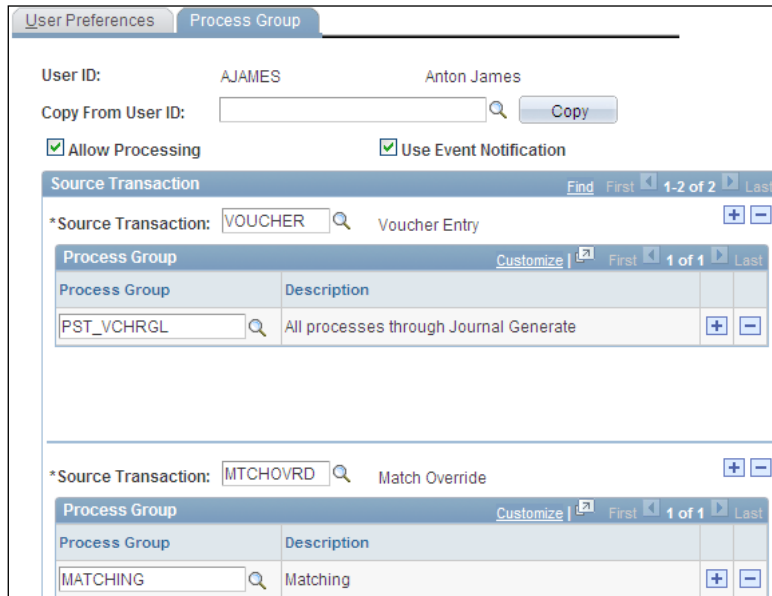 User Preferences Process Group
User ID: AJAMES Anton James
Copy From User ID: Copy
Allow Processing Use Event Notification
Source Transaction Find First 1-2 of 2 Last
*Source Transaction: VOUCHER Voucher Entry
Process Group Customize | First 1 of 1 Last
Process Group Description
PST_VCHRGL All processes through Journal Generate
*Source Transaction: MTCHOVRD Match Override
Process Group Customize | First 1 of 1 Last
Process Group Description
MATCHING Matching